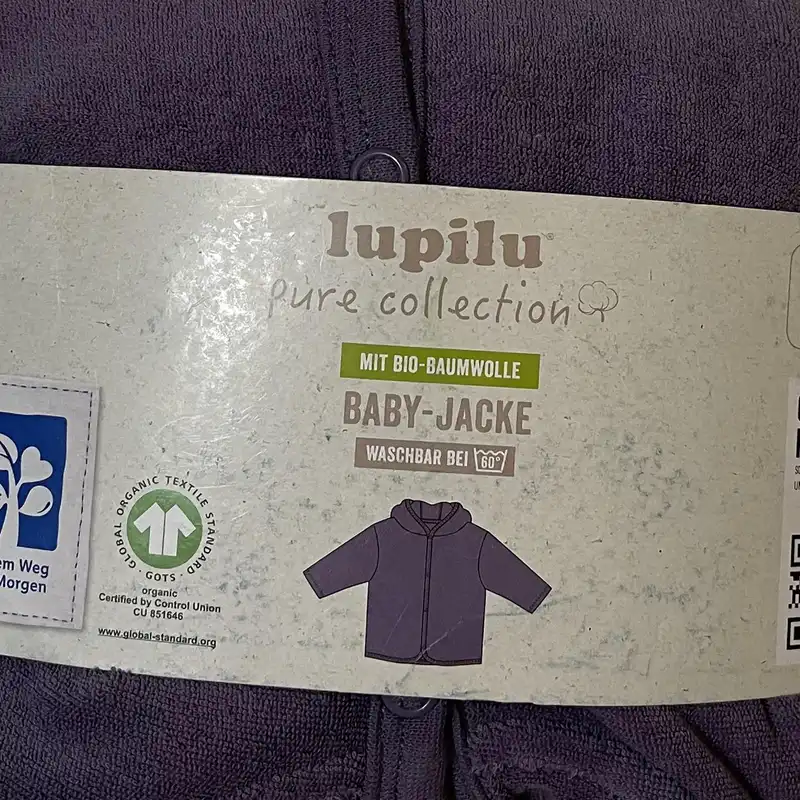 lupilu
pure collection
MIT BIO-BAUMWOLLE
BABY-JACKE
WASCHBAR BEI 60°
em Weg
Morgen
GLOBAL ORGANIC TEXTILE STANDARD
· GOTS ·
organic
Certified by Control Union
CU 851646
www.global-standard.org